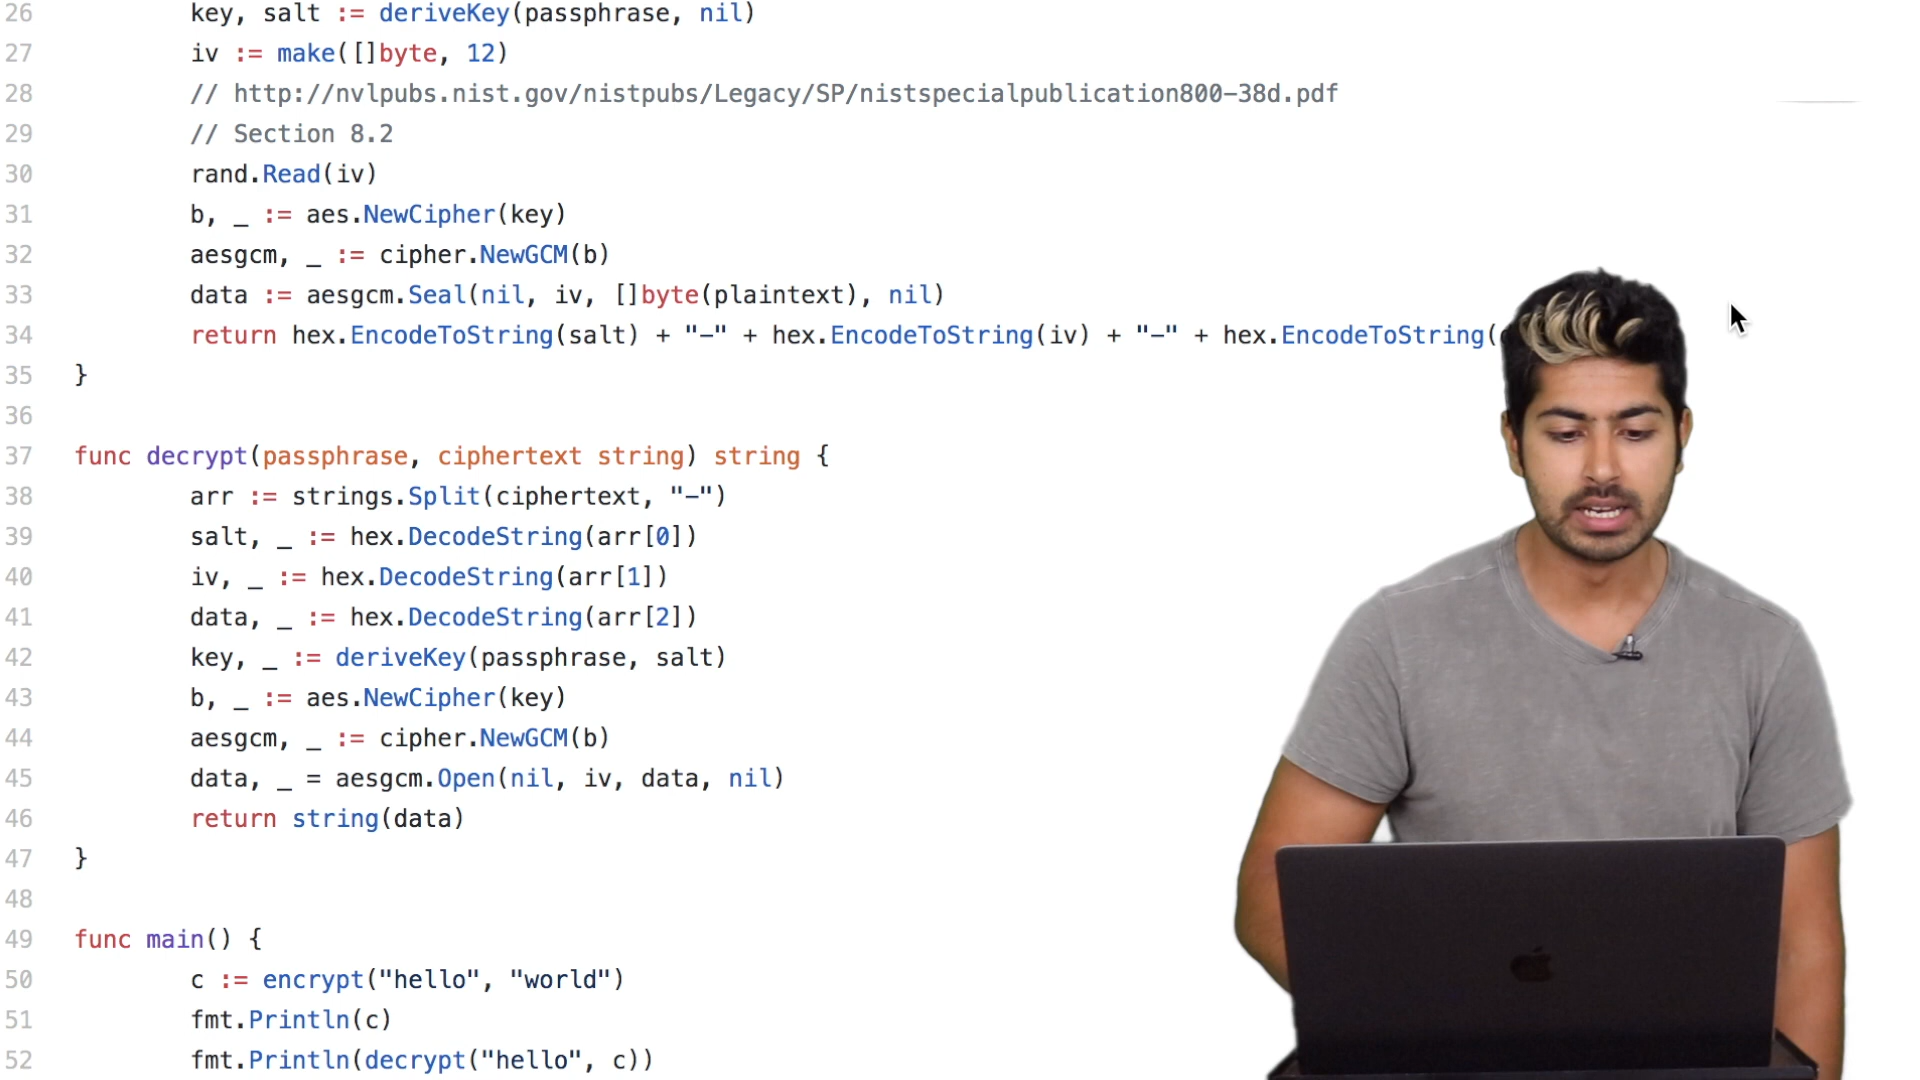 26 key, salt := deriveKey(passphrase, nil)
27 iv := make([]byte, 12)
28 // http://nvlpubs.nist.gov/nistpubs/Legacy/SP/nistspecialpublication800-38d.pdf
29 // Section 8.2
30 rand.Read(iv)
31 b, _ := aes.NewCipher(key)
32 aesgcm, _ := cipher.NewGCM(b)
33 data := aesgcm.Seal(nil, iv, []byte(plaintext), nil)
34 return hex.EncodeToString(salt) + "-" + hex.EncodeToString(iv) + "-" + hex.EncodeToString(
35 }
36
37 func decrypt(passphrase, ciphertext string) string {
38 arr := strings.Split(ciphertext, "-")
39 salt, _ := hex.DecodeString(arr[0])
40 iv, _ := hex.DecodeString(arr[1])
41 data, _ := hex.DecodeString(arr[2])
42 key, _ := deriveKey(passphrase, salt)
43 b, _ := aes.NewCipher(key)
44 aesgcm, _ := cipher.NewGCM(b)
45 data, _ = aesgcm.Open(nil, iv, data, nil)
46 return string(data)
47 }
48
49 func main() {
50 c := encrypt("hello", "world")
51 fmt.Println(c)
52 fmt.Println(decrypt("hello", c))